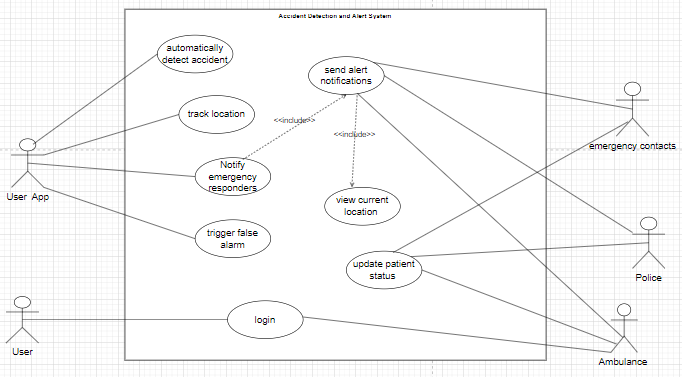 Accident Detection and Alert System
automatically
detect accident
send alert
notifications
track location
<<include>>
<<include>>
emergency contacts
Notify
emergency
responders
User App
view current
location
trigger false
alarm
update patient
status
Police
login
User
Ambulance